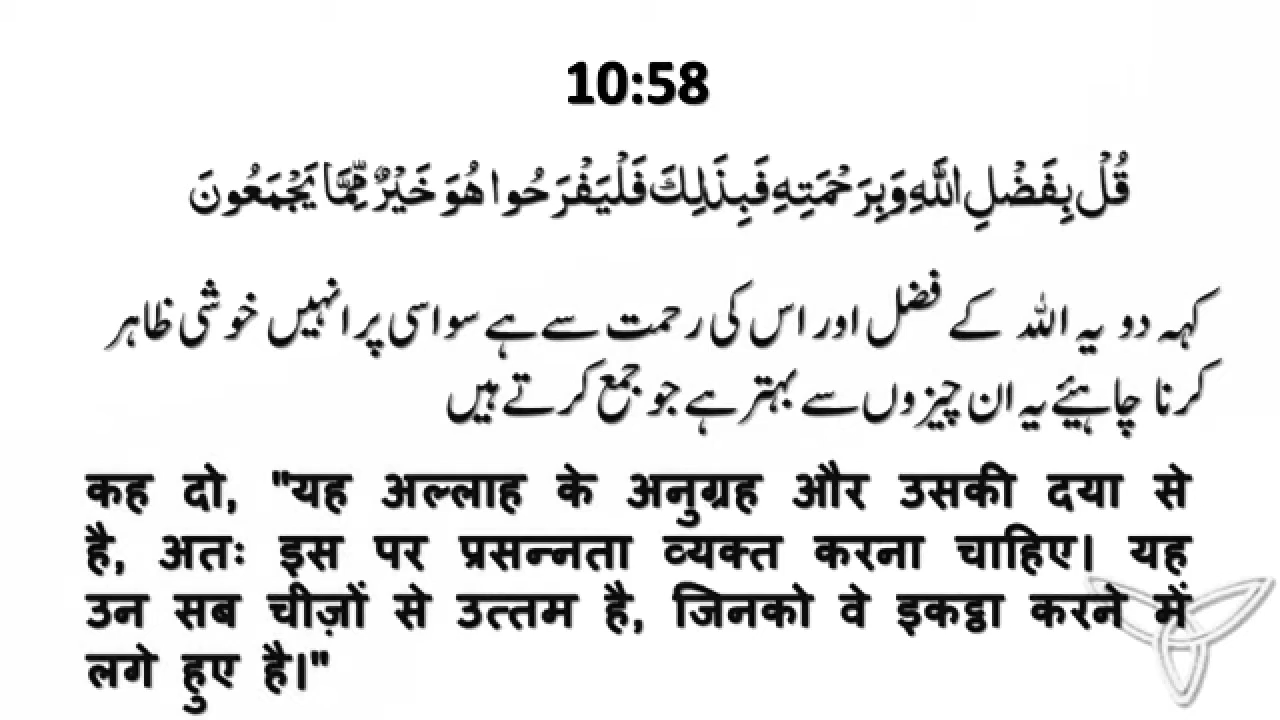 10:58
قُلْ بِفَضْلِ اللَّهِ وَبِرَحْمَتِهِ فَبِذَٰلِكَ فَلْيَفْرَحُوا هُوَ خَيْرٌ مِّمَّا يَجْمَعُونَ
کہہ دو یہ اللہ کے فضل اور اس کی رحمت سے ہے سو اسی پر انہیں خوشی ظاہر
کرنا چاہیئے یہ ان چیزوں سے بہتر ہے جو جمع کرتے ہیں
कह दो, "यह अल्लाह के अनुग्रह और उसकी दया से
है, अतः इस पर प्रसन्नता व्यक्त करना चाहिए। यह
उन सब चीज़ों से उत्तम है, जिनको वे इकट्ठा करने में
लगे हुए है।"